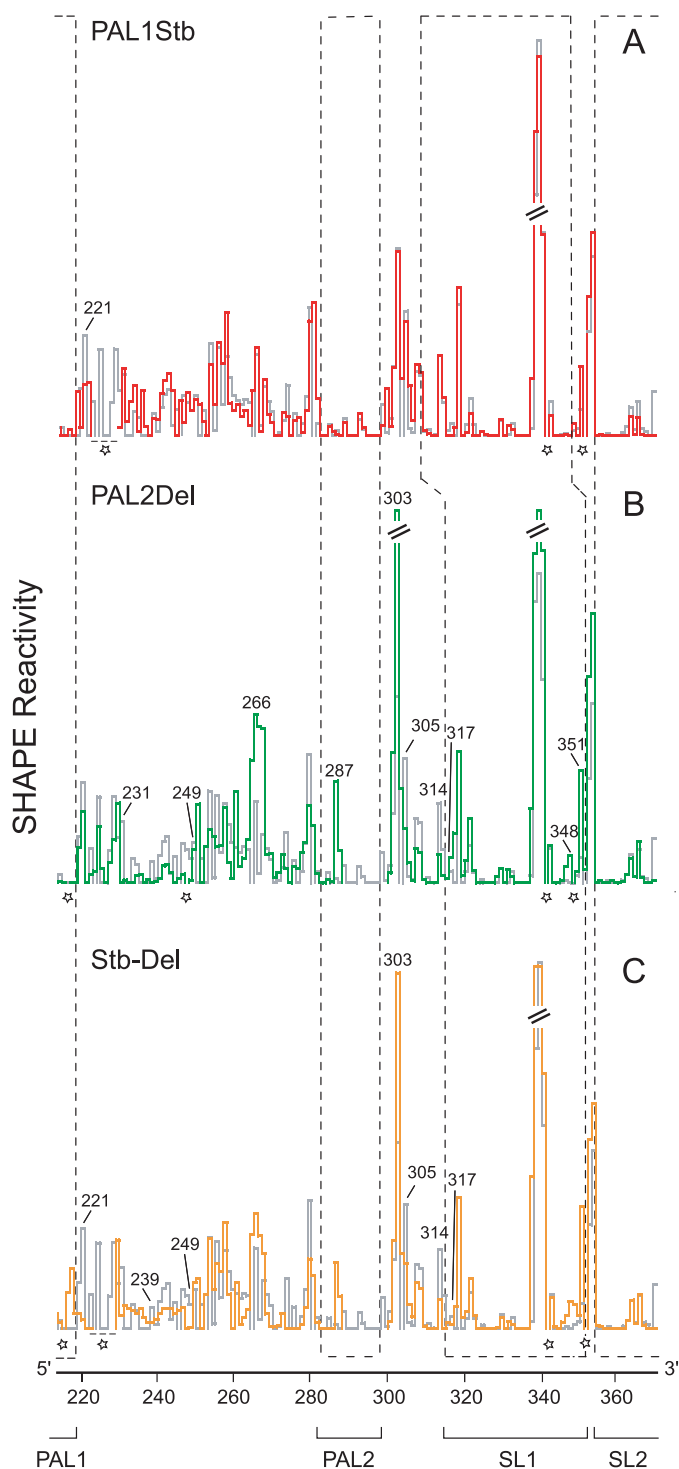 PAL1Stb
A
221
PAL2Del
B
303
SHAPE Reactivity
266
305
317
287
351
231
249
314
348
Stb-Del
C
303
305
317
221
314
249
239
5'
3'
220 240 260 280 300 320 340 360
PAL1 PAL2 SL1 SL2